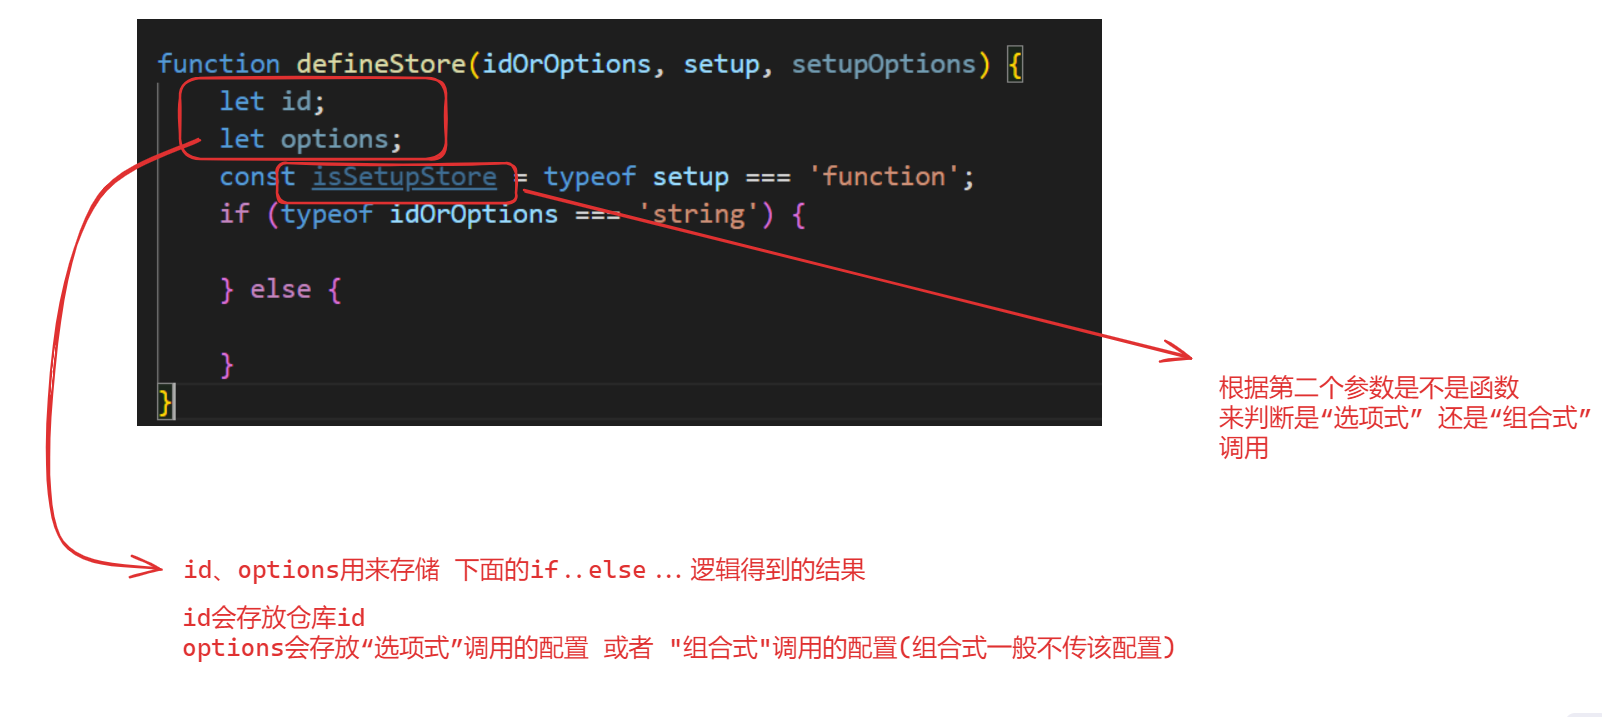 function defineStore(idOrOptions, setup, setupOptions) {
let id;
let options;
const isSetupStore = typeof setup === 'function';
if (typeof idOrOptions === 'string') {
} else {
}
}
根据第二个参数是不是函数
来判断是“选项式” 还是“组合式”
调用
id、options用来存储 下面的if..else...逻辑得到的结果
id会存放仓库id
options会存放“选项式”调用的配置 或者 "组合式"调用的配置(组合式一般不传该配置)